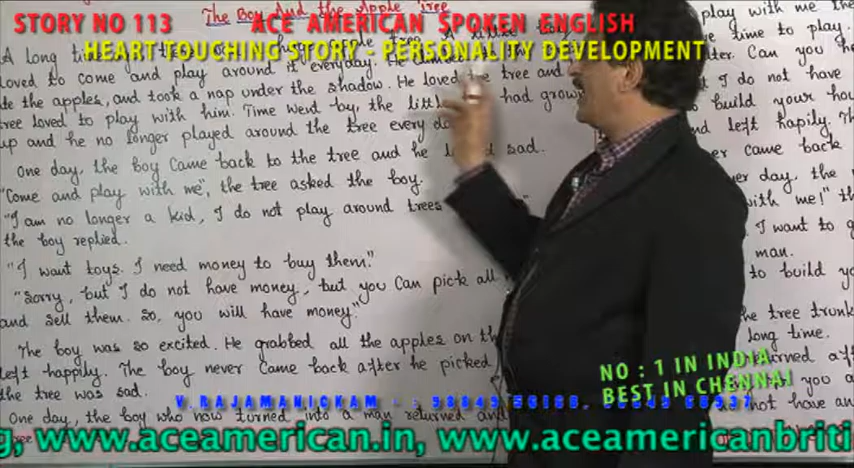 STORY NO 113
ACE AMERICAN SPOKEN ENGLISH
HEART TOUCHING STORY - PERSONALITY DEVELOPMENT
The Boy And the Apple Tree
A long
loved to come and play around it everyday. He climbed
the apples, and took a nap under the shadow. He loved the tree and
tree loved to play with him. Time went by, the had grown
up and he no longer played around the tree every
One day, the boy came back to the tree and he sad.
"Come and play with me", the tree asked the boy.
"I am no longer a kid, I do not play around trees
the boy replied.
"I want toys. I need money to buy them."
"Sorry, but I do not have money, but you can pick all
and sell them. So, you will have money."
The boy was so excited. He grabbed all the apples on
left happily. The boy never came back after he picked
the tree was sad.
One day, the boy who now turned into a man returned and
play with me
time to play.
Can you
I do not have
to build your
and left happily.
came back
day, the
with me!"
I want to
man.
to build
the tree trunk
long time.
returned
you
not have
NO : 1 IN INDIA
BEST IN CHENNAI
V.RAJAMANICKAM
www.aceamerican.in, www.aceamericanbriti